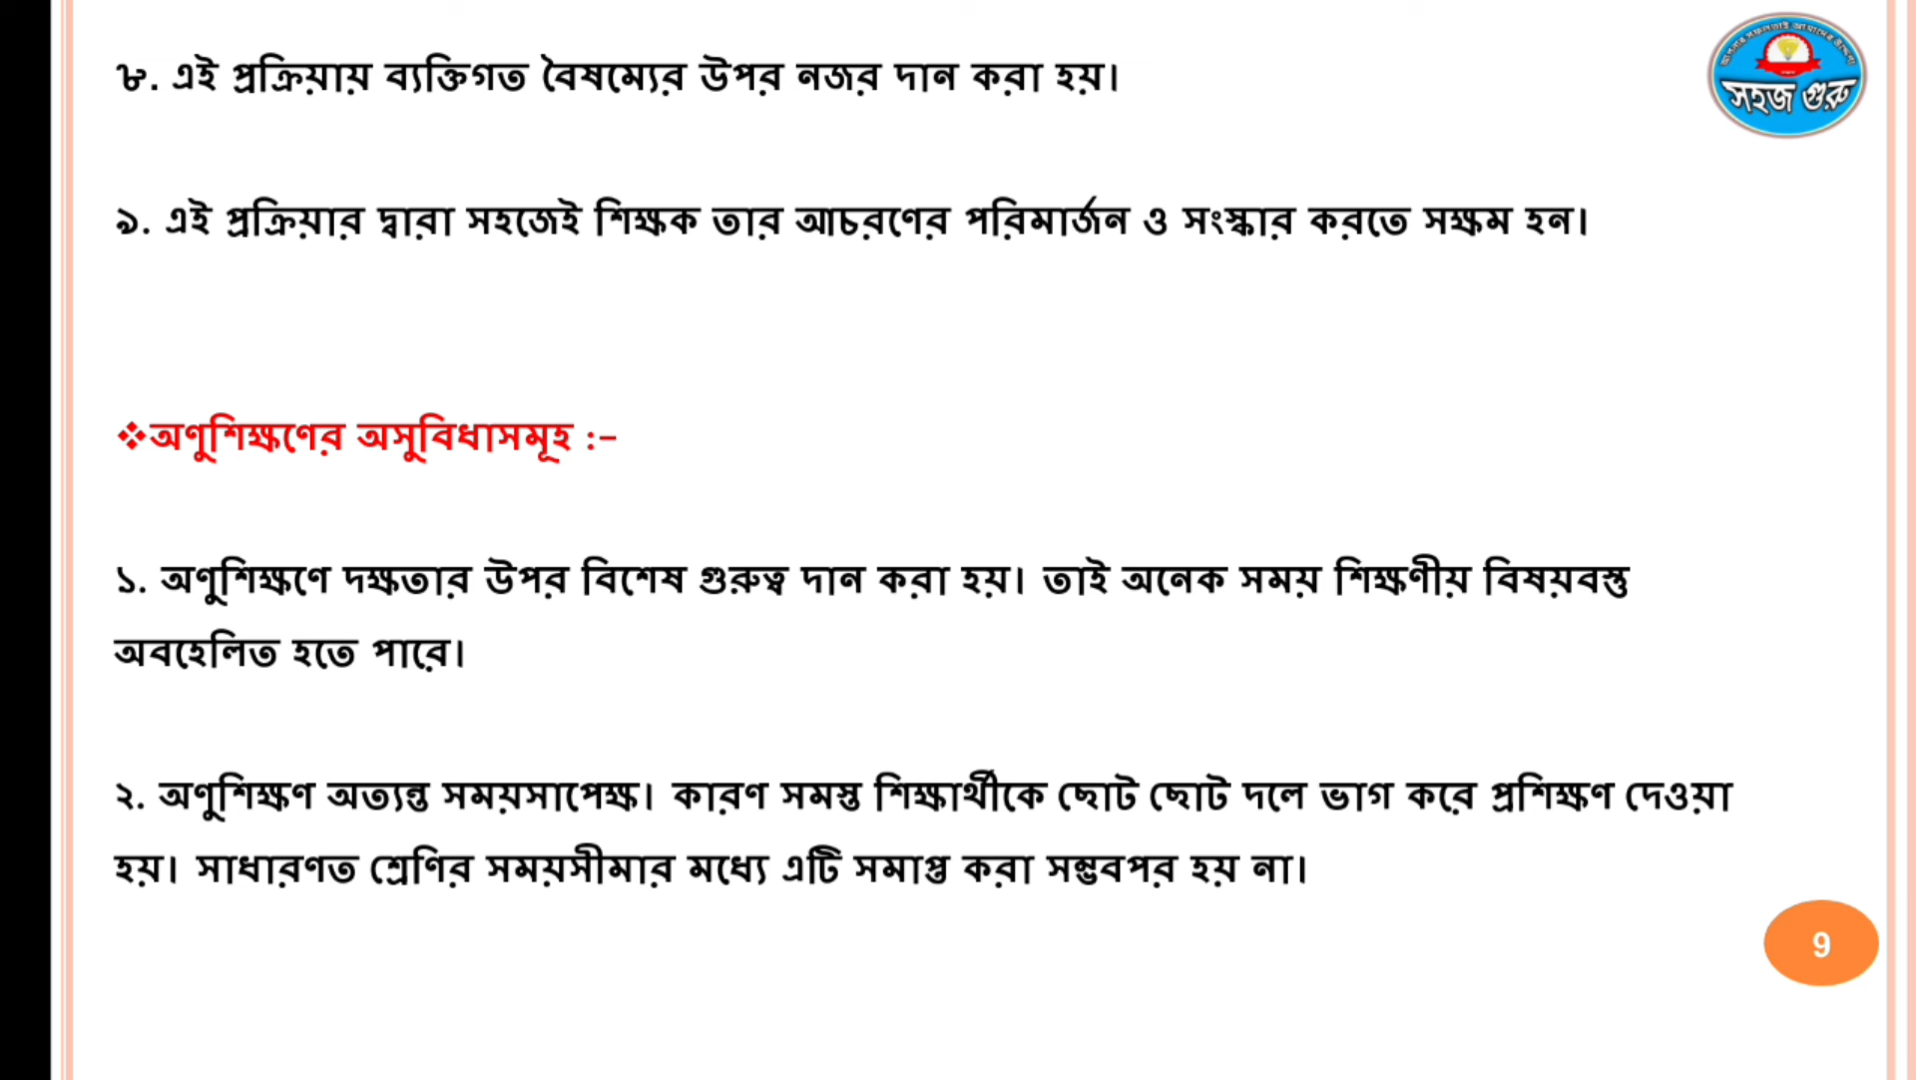 ৮. এই প্রক্রিয়ায় ব্যক্তিগত বৈষম্যের উপর নজর দান করা হয়।
সহজ গুরু
৯. এই প্রক্রিয়ার দ্বারা সহজেই শিক্ষক তার আচরণের পরিমার্জন ও সংস্কার করতে সক্ষম হন।
❖অণুশিক্ষণের অসুবিধাসমূহ :–
১. অণুশিক্ষণে দক্ষতার উপর বিশেষ গুরুত্ব দান করা হয়। তাই অনেক সময় শিক্ষণীয় বিষয়বস্তু
অবহেলিত হতে পারে।
২. অণুশিক্ষণ অত্যন্ত সময়সাপেক্ষ। কারণ সমস্ত শিক্ষার্থীকে ছোট ছোট দলে ভাগ করে প্রশিক্ষণ দেওয়া
হয়। সাধারণত শ্রেণির সময়সীমার মধ্যে এটি সমাপ্ত করা সম্ভবপর হয় না।
9